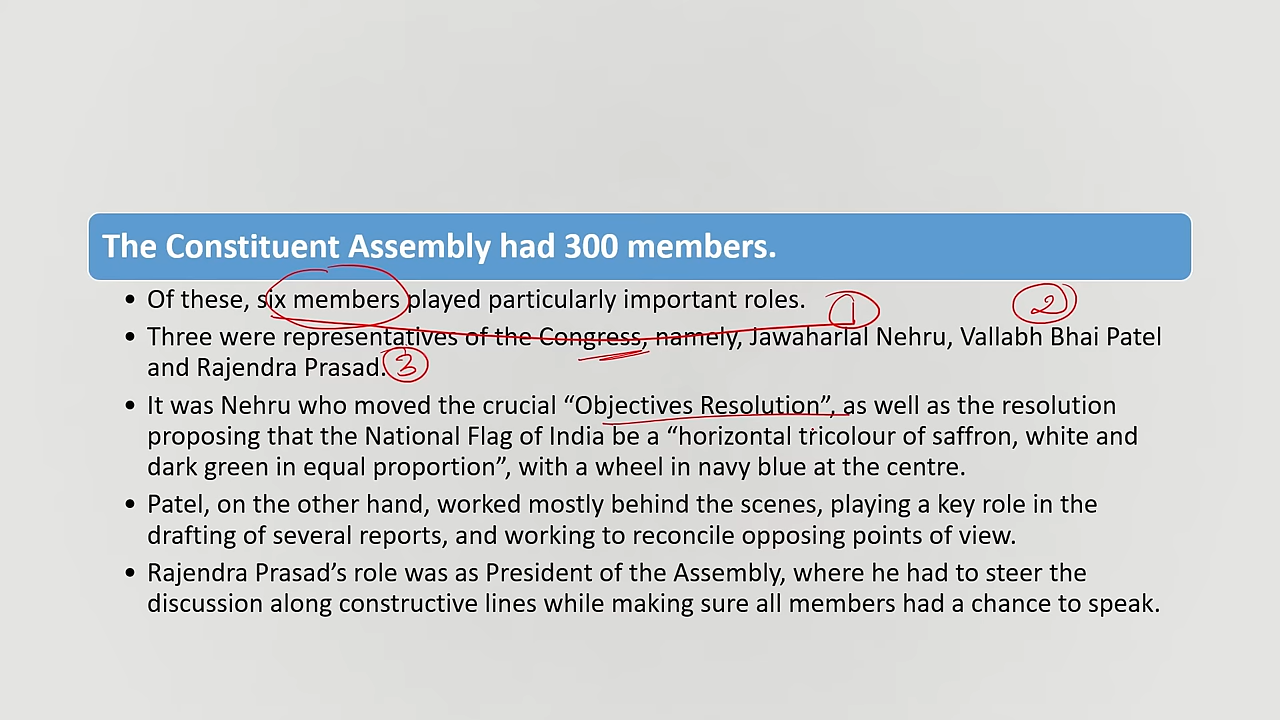 The Constituent Assembly had 300 members.
• Of these, six members played particularly important roles.
1 2
• Three were representatives of the Congress, namely, Jawaharlal Nehru, Vallabh Bhai Patel
and Rajendra Prasad. 3
• It was Nehru who moved the crucial “Objectives Resolution”, as well as the resolution
proposing that the National Flag of India be a “horizontal tricolour of saffron, white and
dark green in equal proportion”, with a wheel in navy blue at the centre.
• Patel, on the other hand, worked mostly behind the scenes, playing a key role in the
drafting of several reports, and working to reconcile opposing points of view.
• Rajendra Prasad’s role was as President of the Assembly, where he had to steer the
discussion along constructive lines while making sure all members had a chance to speak.